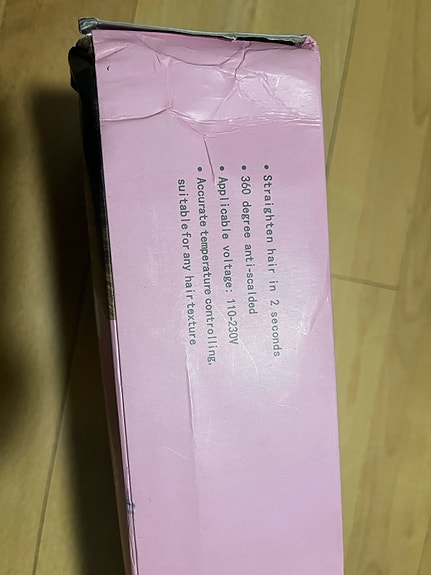 • Straighten hair in 2 seconds
• 360 degree anti-scalded
• Applicable voltage: 110-230V
• Accurate temperature controlling,
suitable for any hair texture